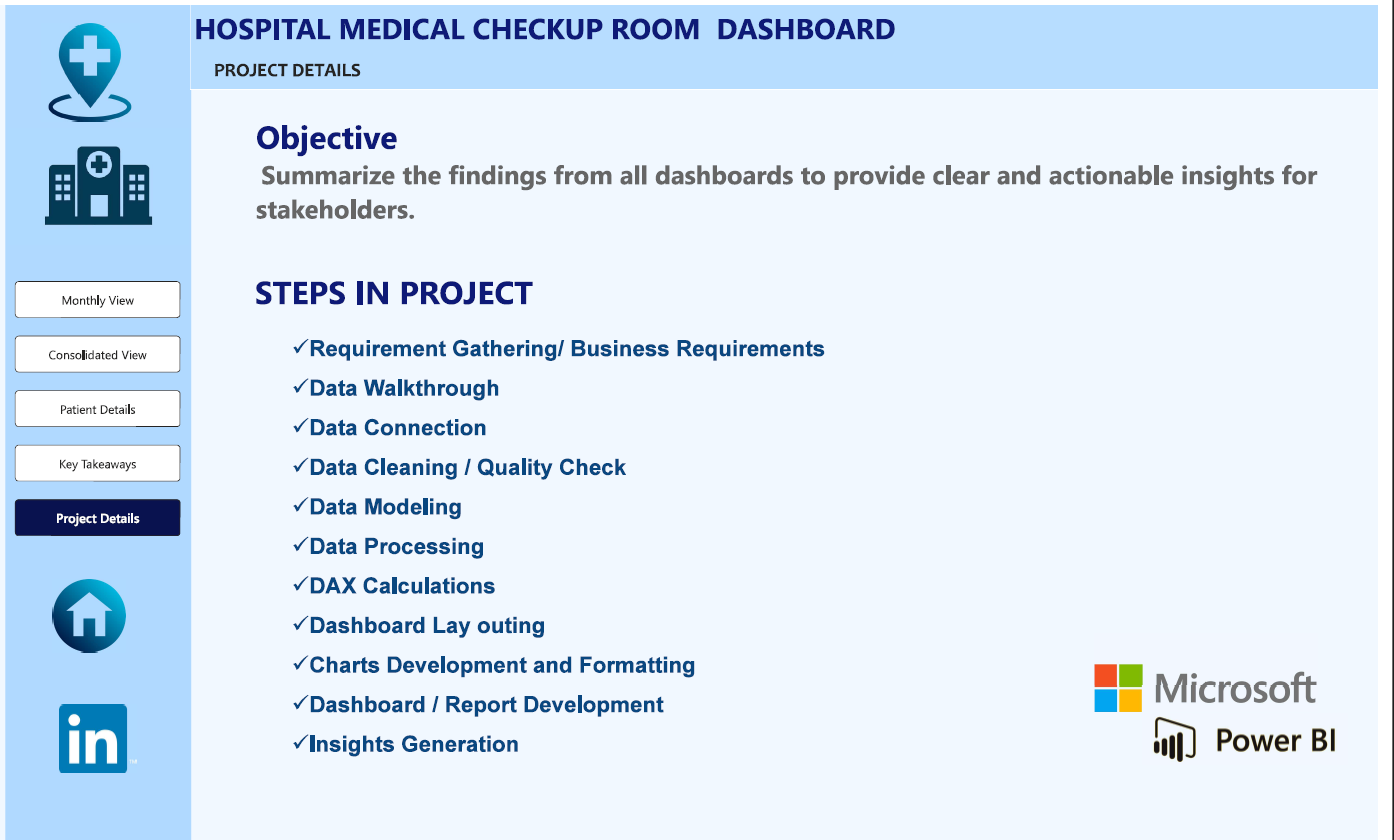 HOSPITAL MEDICAL CHECKUP ROOM DASHBOARD
PROJECT DETAILS
Objective
Summarize the findings from all dashboards to provide clear and actionable insights for
stakeholders.
STEPS IN PROJECT
Monthly View
Consolidated View
Patient Details
Key Takeaways
Project Details
✓Requirement Gathering/ Business Requirements
✓Data Walkthrough
✓Data Connection
✓Data Cleaning / Quality Check
✓Data Modeling
✓Data Processing
✓DAX Calculations
✓Dashboard Lay outing
✓Charts Development and Formatting
✓Dashboard / Report Development
✓Insights Generation
in
Microsoft
Power BI